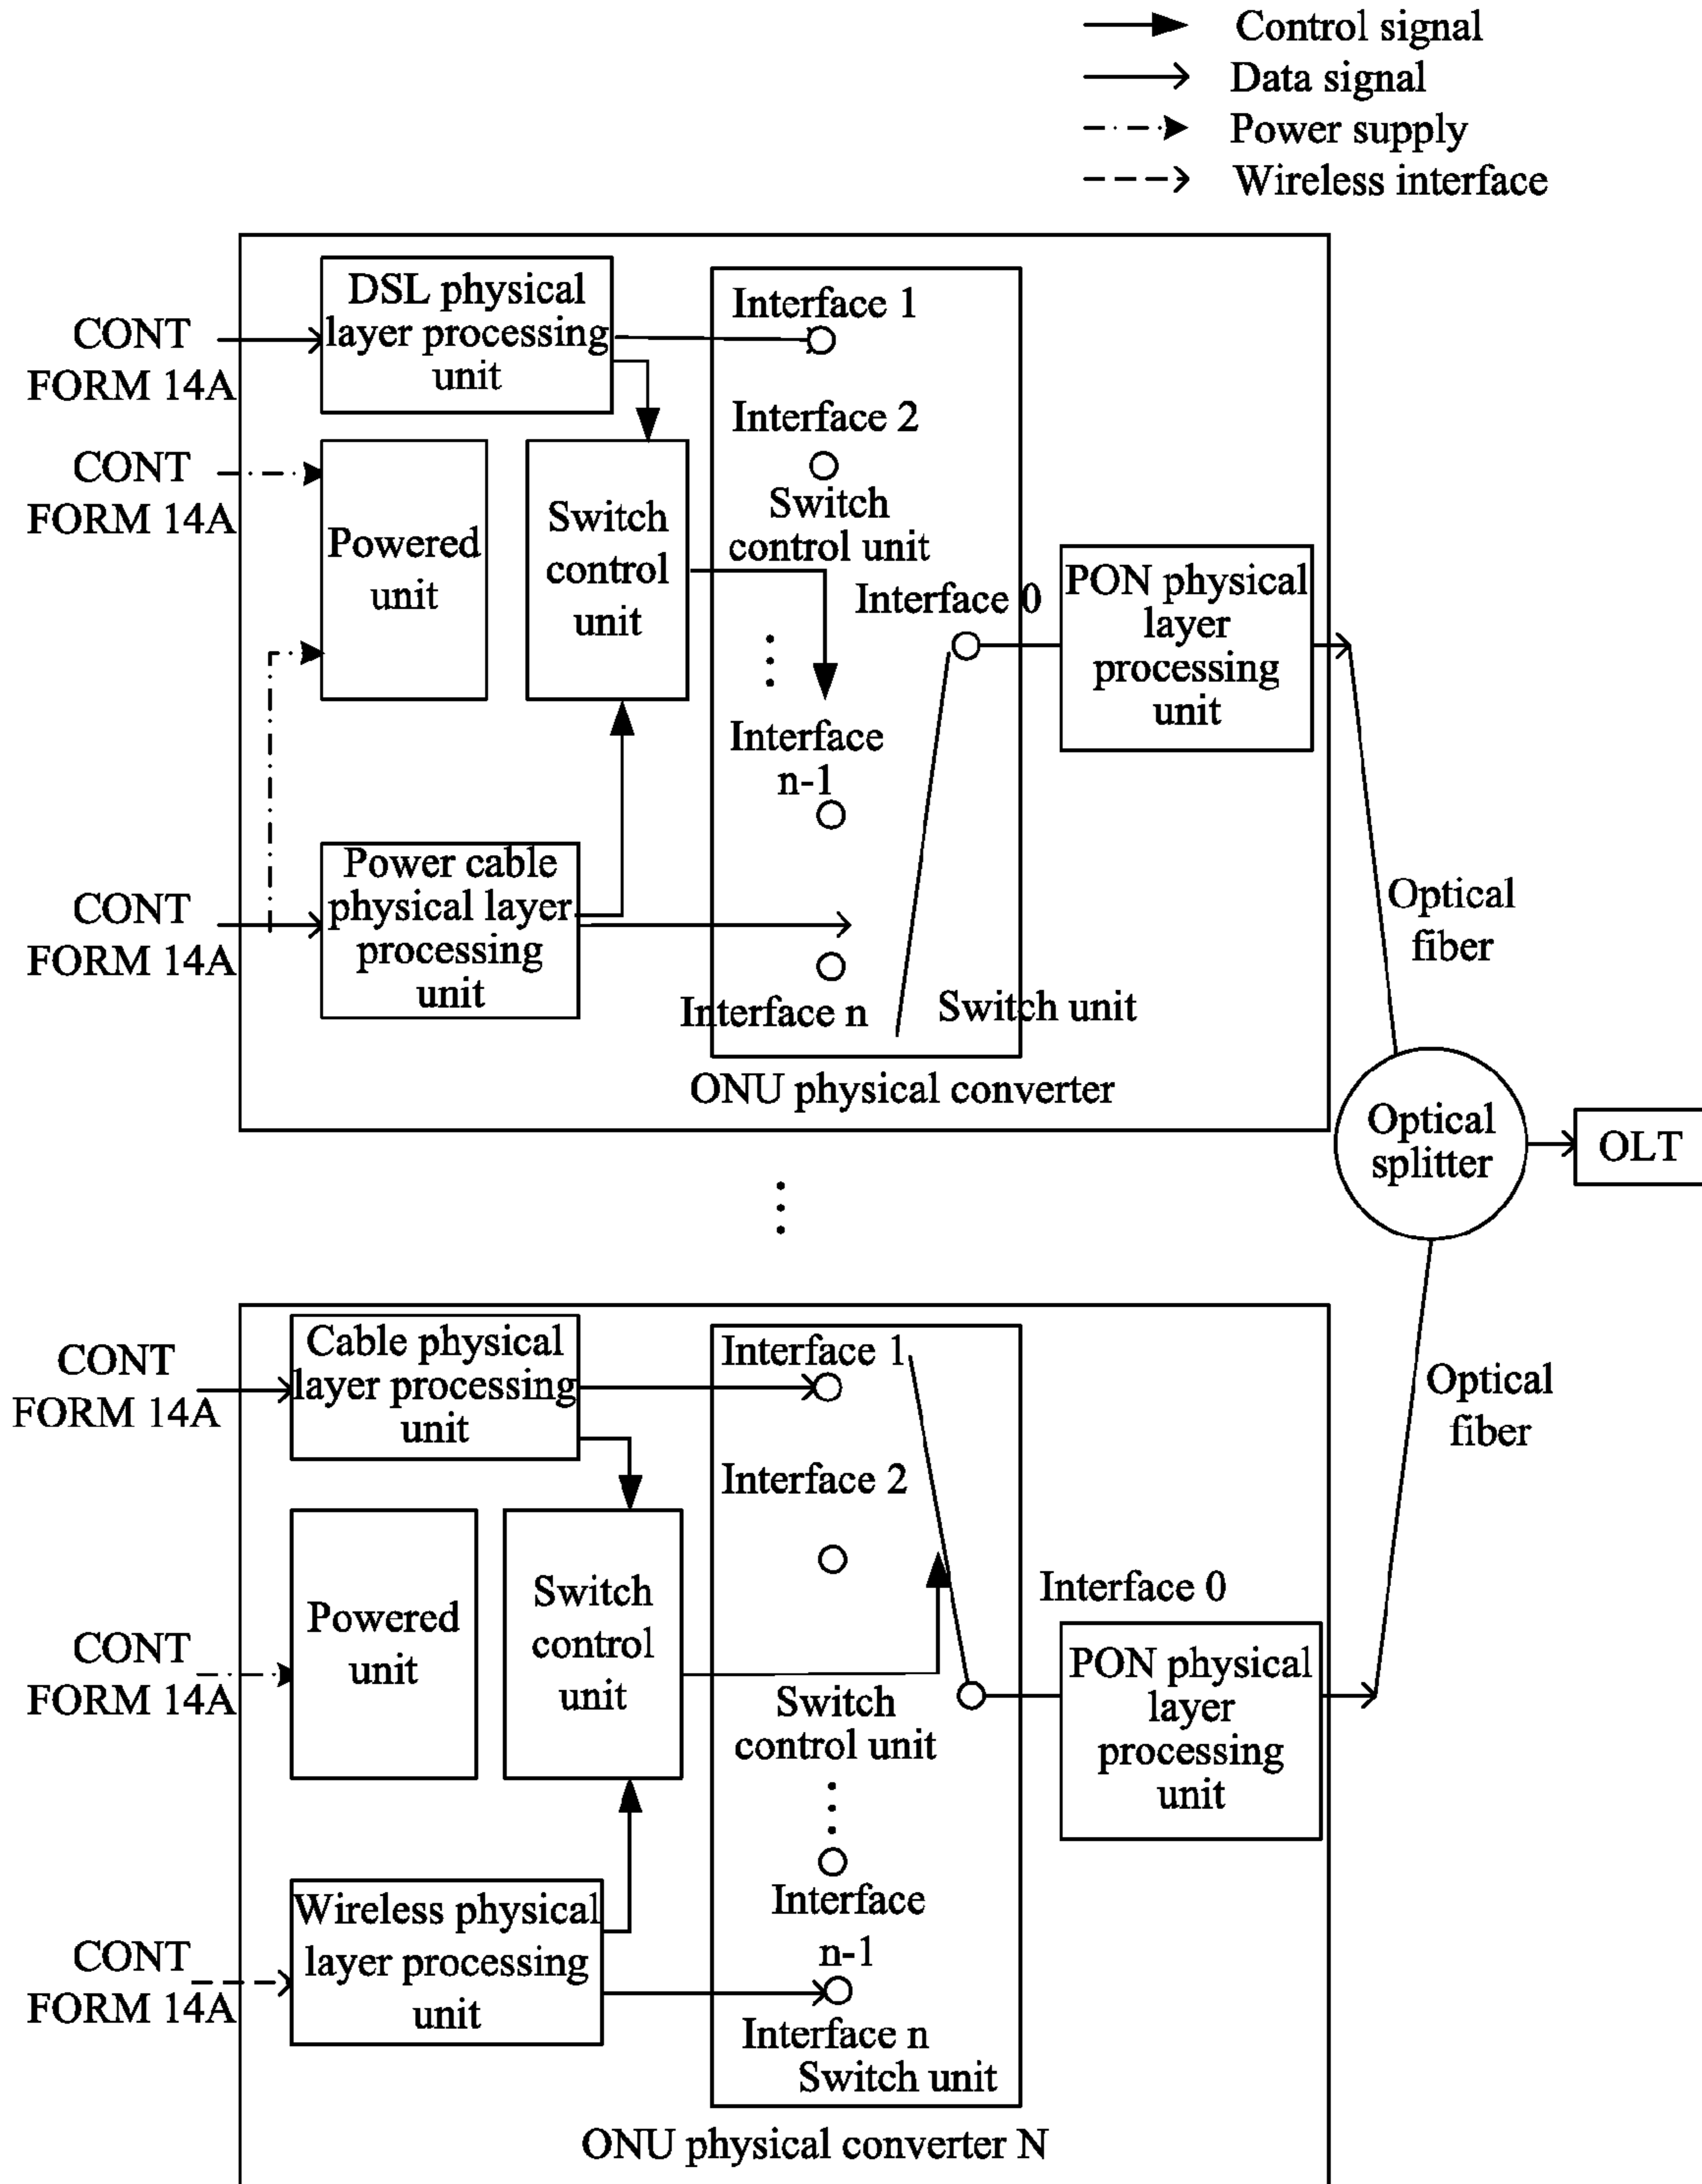 Control signal
Data signal
Power supply
Wireless interface
CONT
FORM 14A
DSL physical
layer processing
unit
Interface 1
Interface 2
CONT
FORM 14A
Powered
unit
Switch
control
unit
Switch
control unit
Interface 0
PON physical
layer
processing
unit
Interface
n-1
CONT
FORM 14A
Power cable
physical layer
processing
unit
Interface n
Switch unit
ONU physical converter
Optical
fiber
Optical
splitter
OLT
CONT
FORM 14A
Cable physical
layer processing
unit
Interface 1
Interface 2
Optical
fiber
CONT
FORM 14A
Powered
unit
Switch
control
unit
Switch
control unit
Interface 0
PON physical
layer
processing
unit
Interface
n-1
CONT
FORM 14A
Wireless physical
layer processing
unit
Interface n
Switch unit
ONU physical converter N